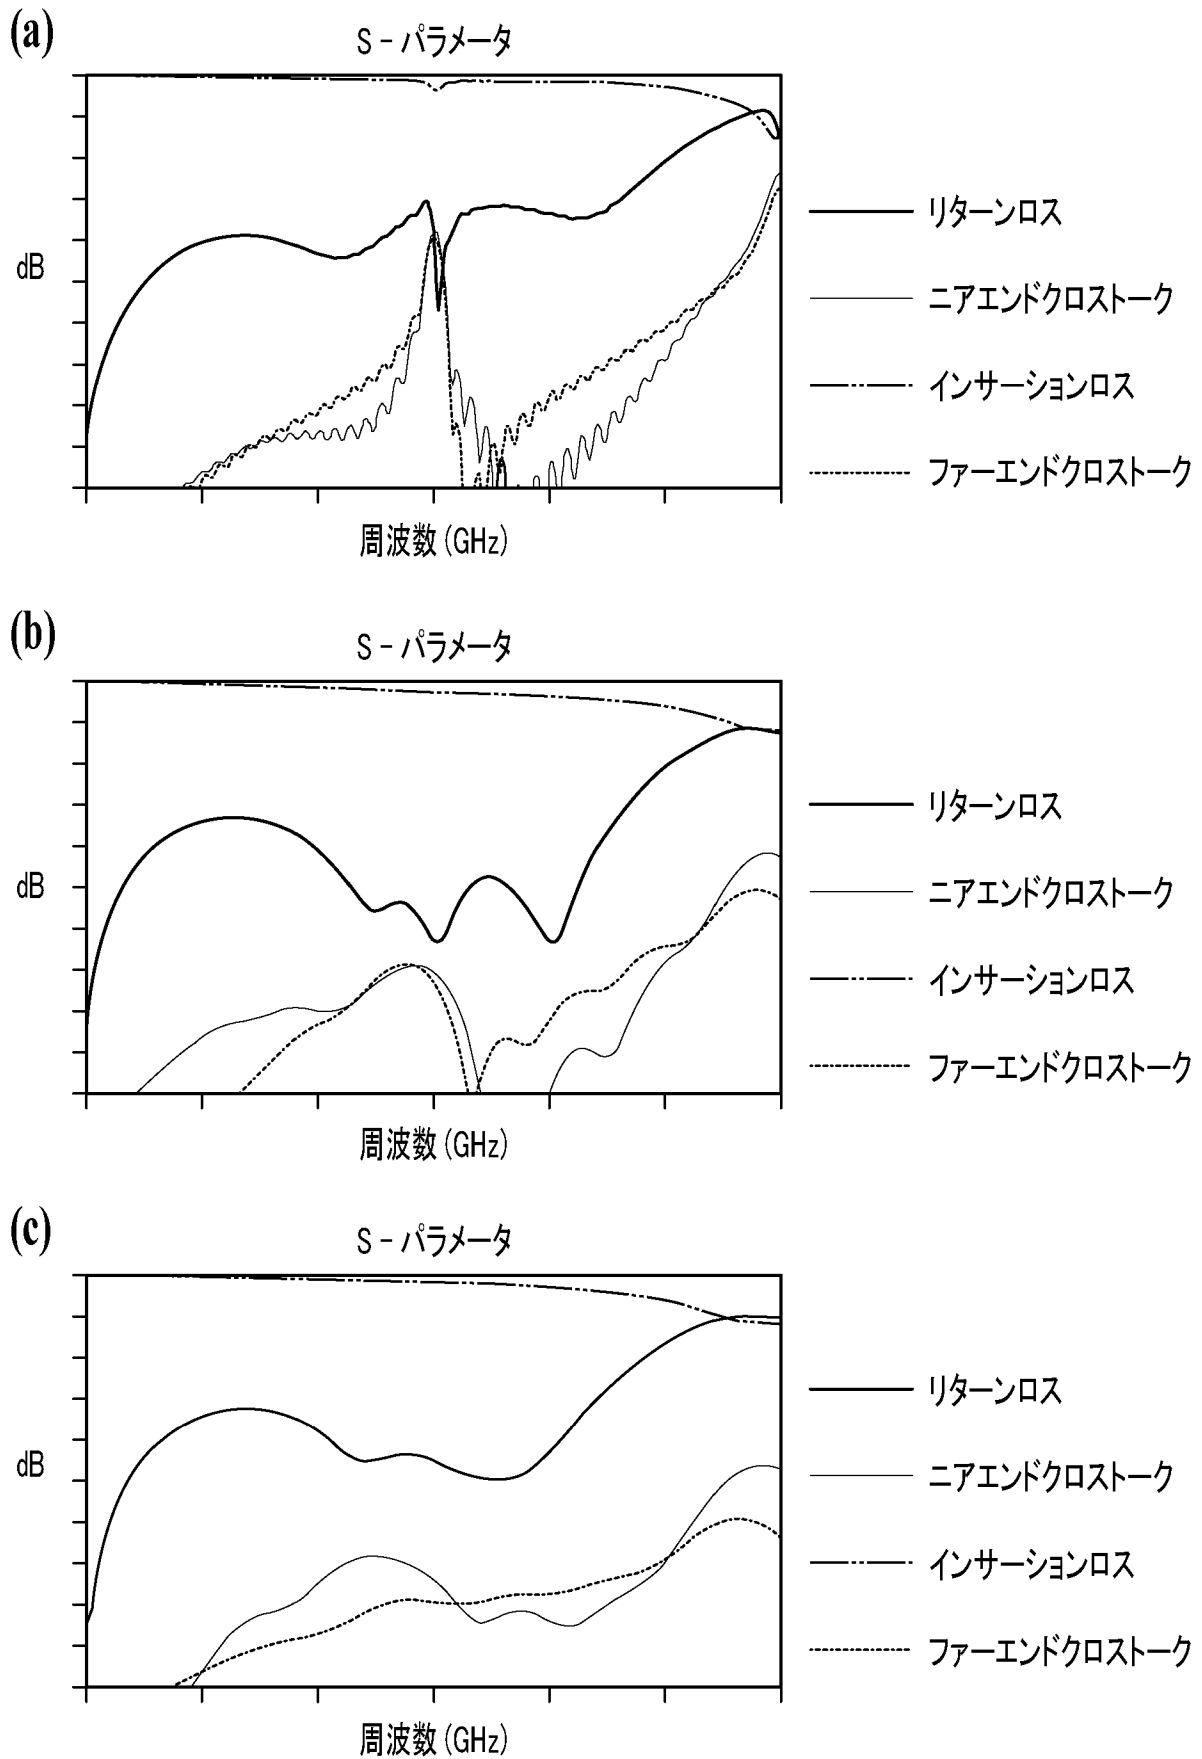 (a)
S - パラメータ
dB
周波数 (GHz)
リターンロス
ニアエンドクロストーク
インサーションロス
ファーエンドクロストーク
(b)
S - パラメータ
dB
周波数 (GHz)
リターンロス
ニアエンドクロストーク
インサーションロス
ファーエンドクロストーク
(c)
S - パラメータ
dB
周波数 (GHz)
リターンロス
ニアエンドクロストーク
インサーションロス
ファーエンドクロストーク